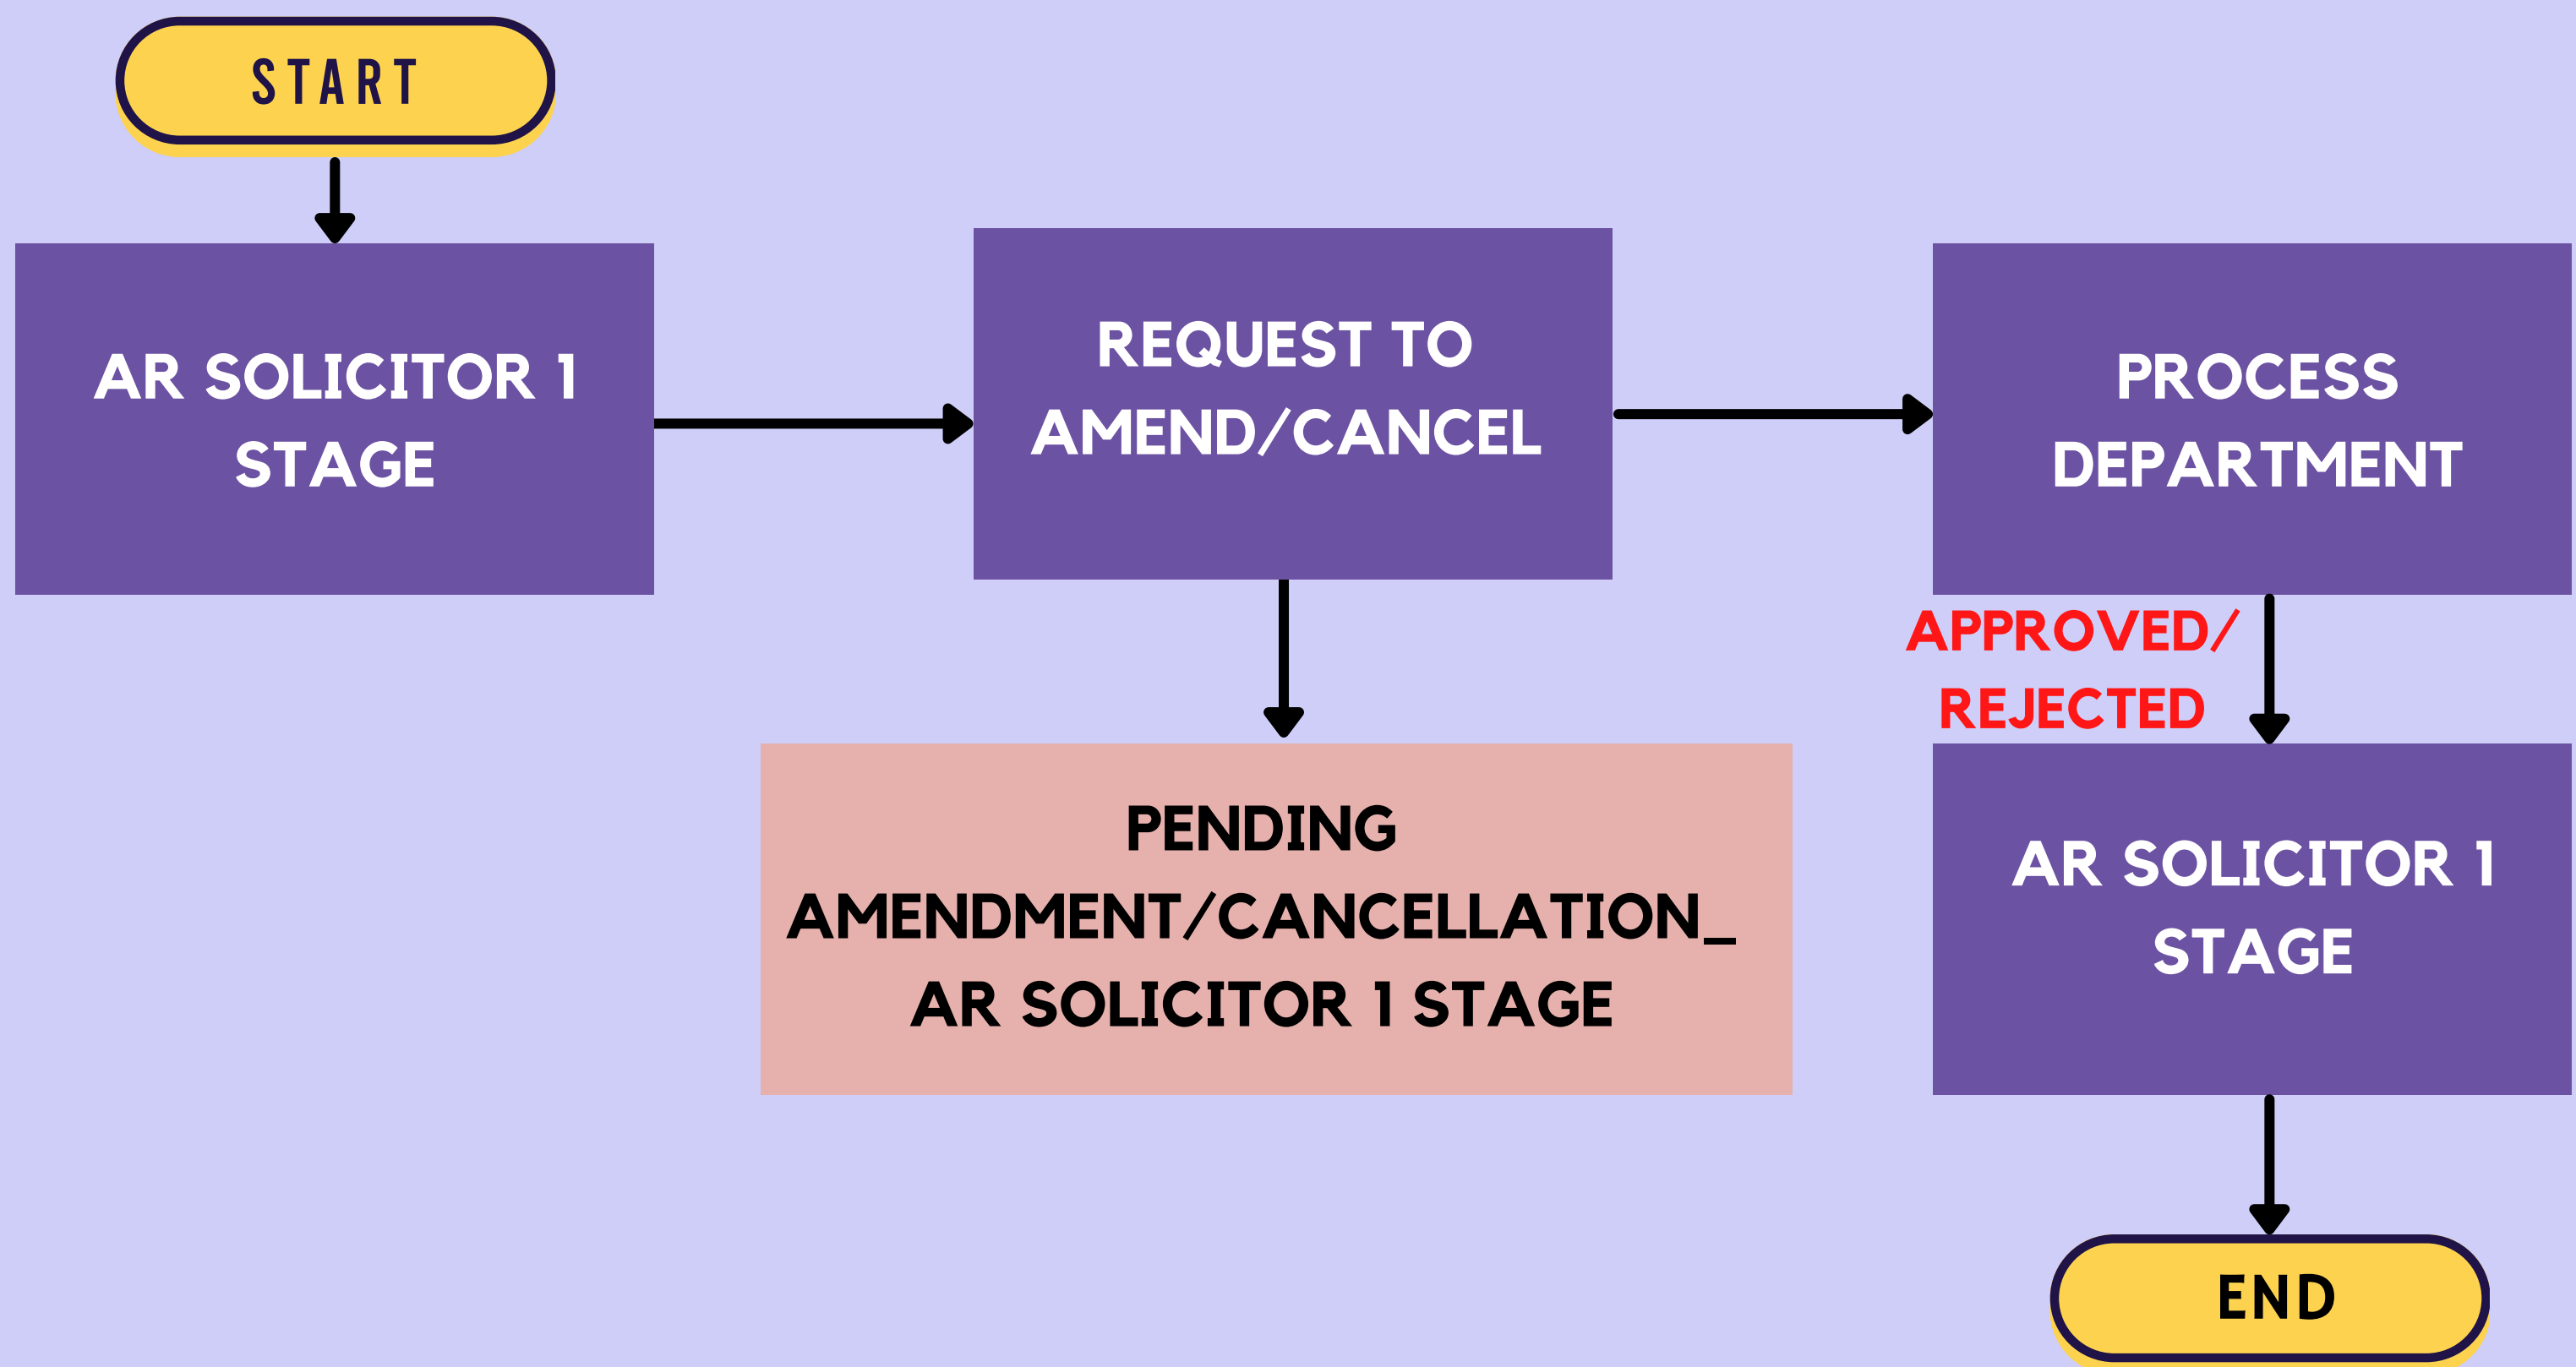 START
AR SOLICITOR 1
STAGE
REQUEST TO
AMEND/CANCEL
PROCESS
DEPARTMENT
APPROVED/
REJECTED
PENDING
AMENDMENT/CANCELLATION_
AR SOLICITOR 1 STAGE
AR SOLICITOR 1
STAGE
END